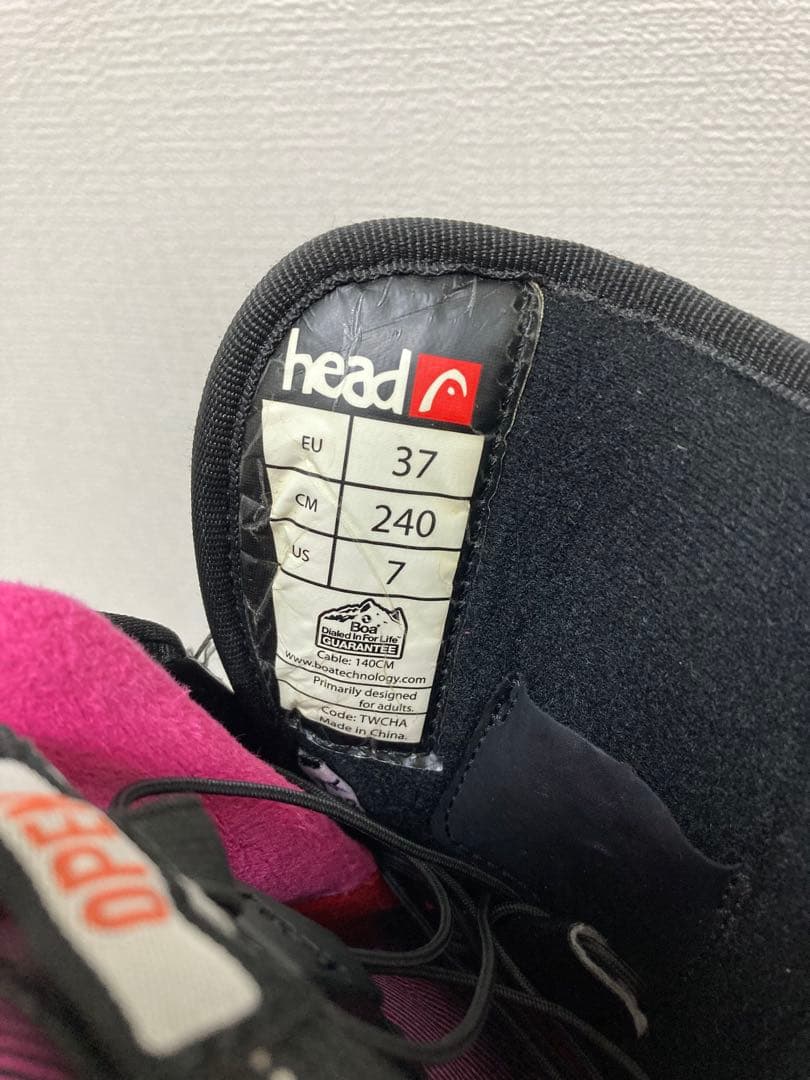 head
EU 37
CM 240
US 7
Boa
Dialed In For Life™
GUARANTEE
Cable: 140CM
www.boatechnology.com
Primarily designed
for adults.
Code: TWCHA
Made in China.
OPEN